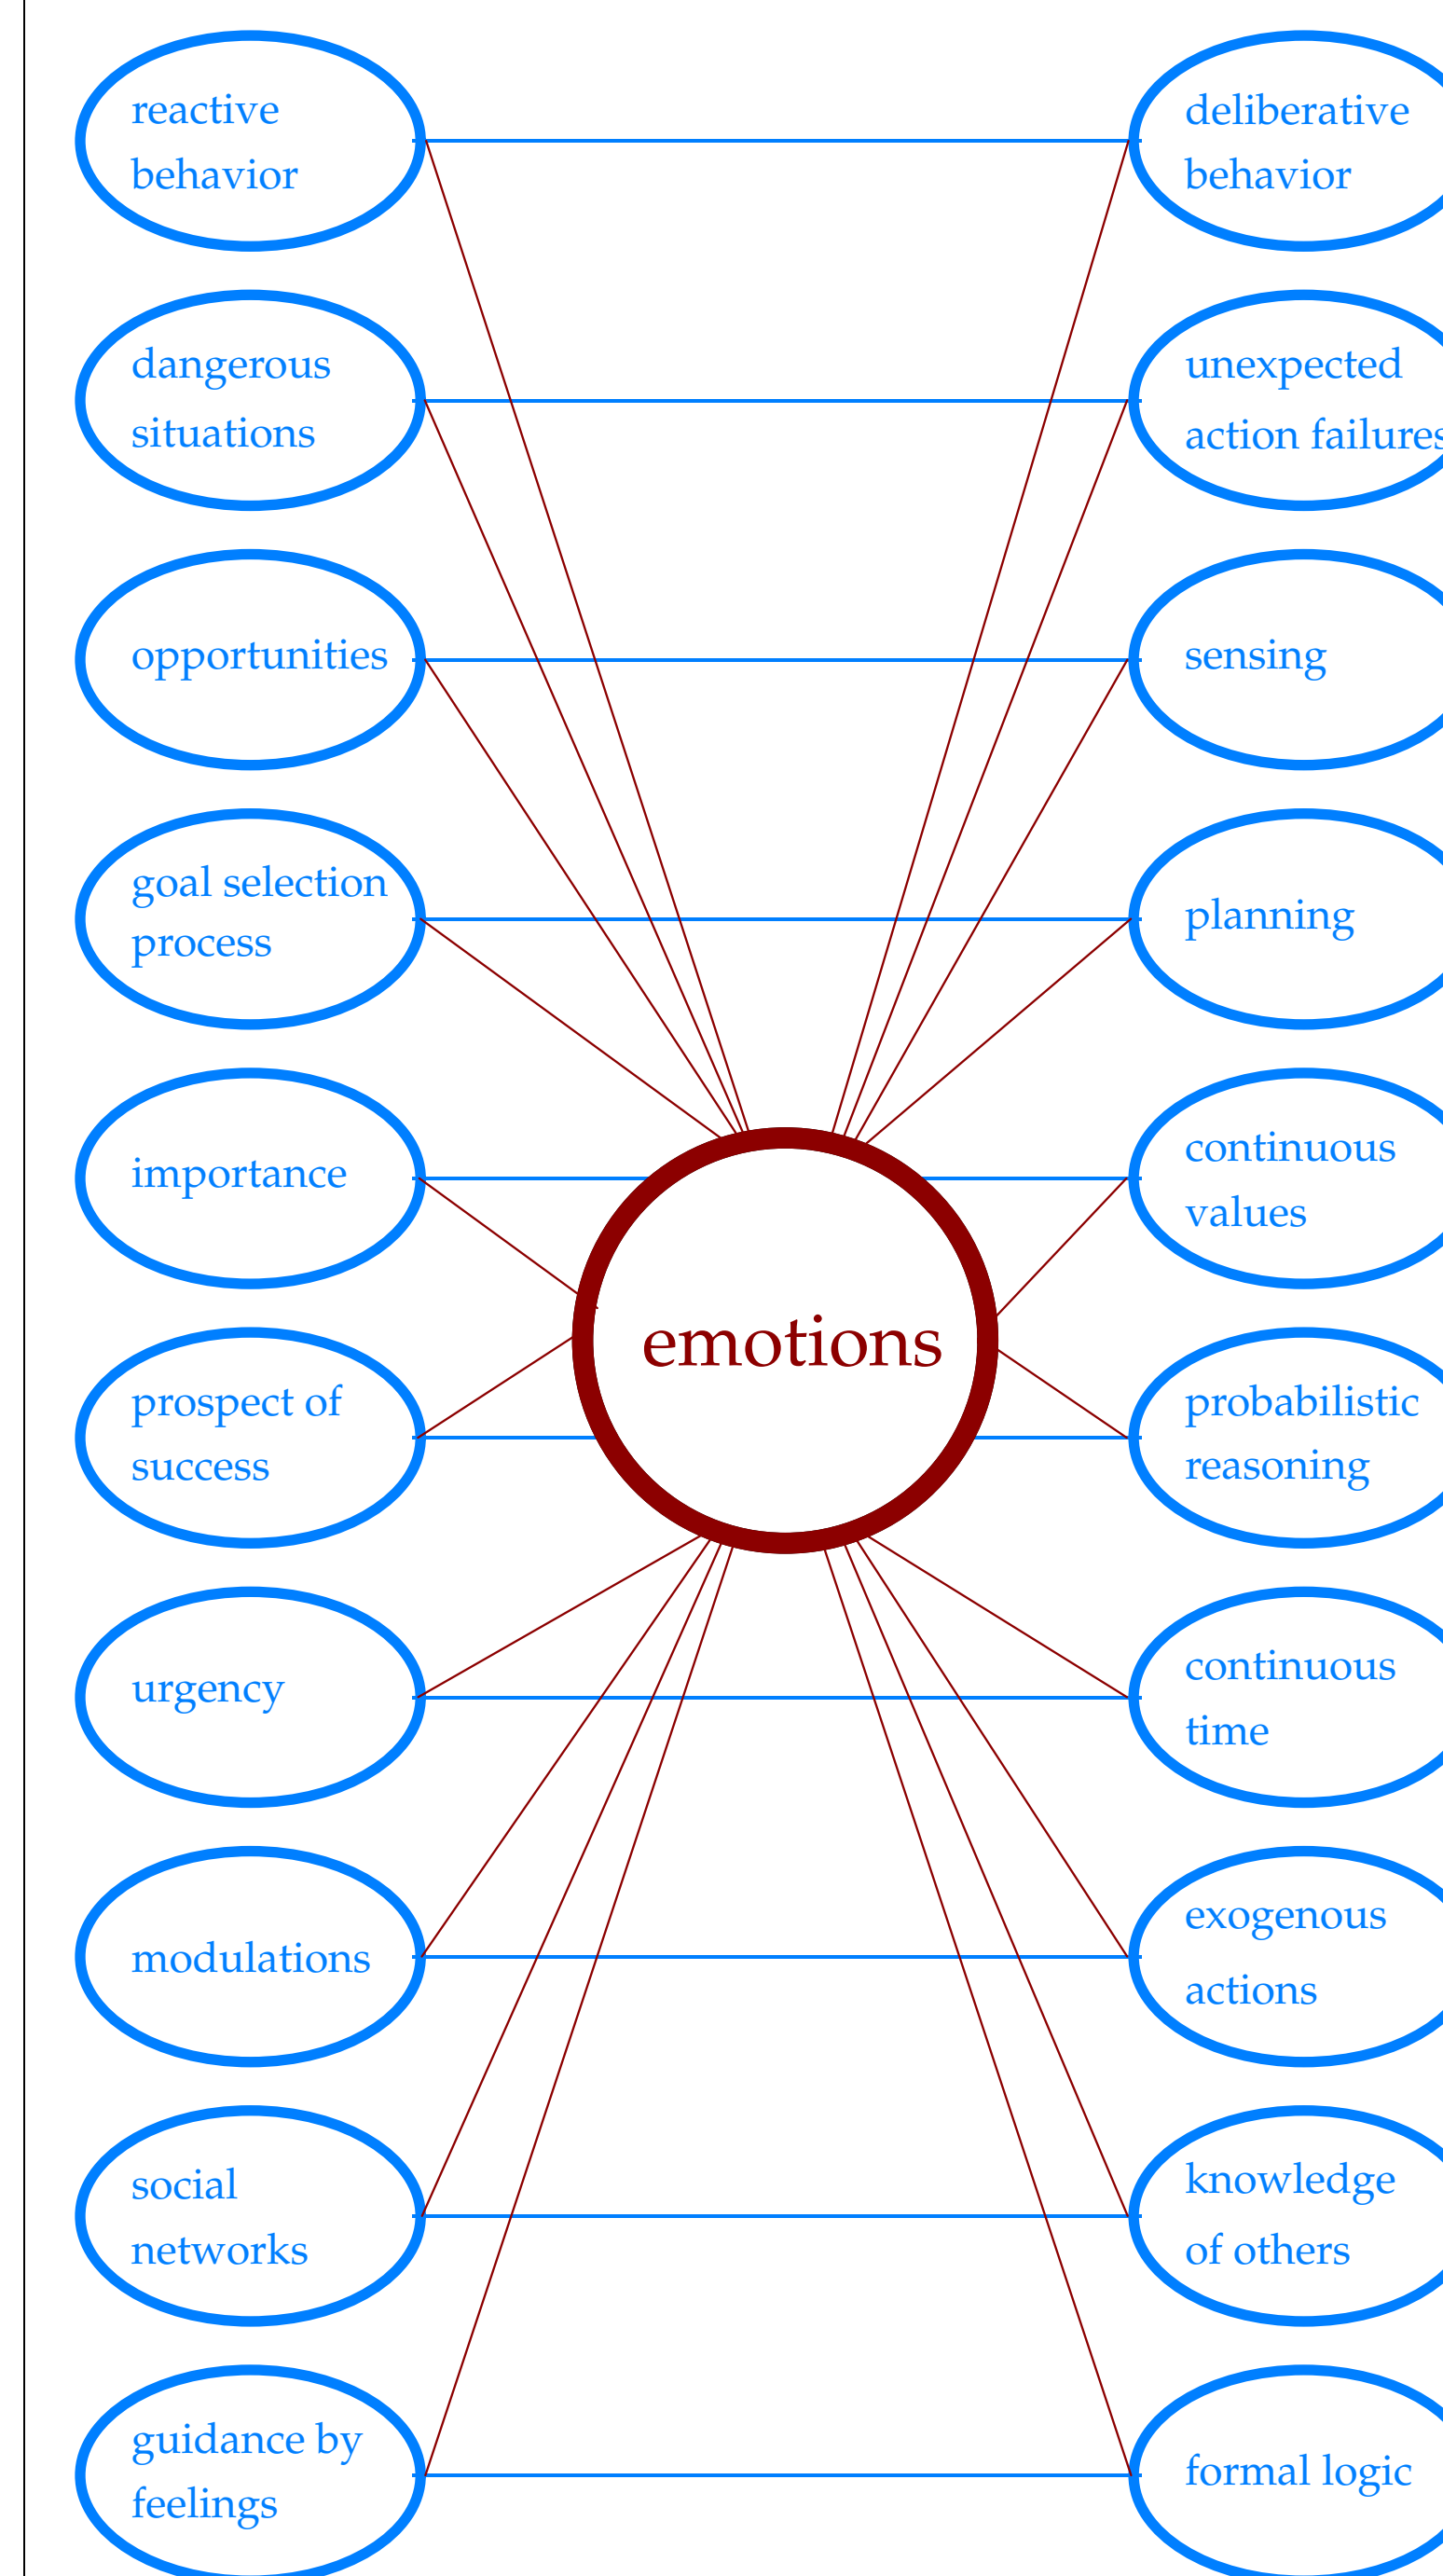 reactive
behavior
deliberative
behavior
dangerous
situations
unexpected
action failures
opportunities
sensing
goal selection
process
planning
importance
continuous
values
emotions
prospect of
success
probabilistic
reasoning
urgency
continuous
time
modulations
exogenous
actions
social
networks
knowledge
of others
guidance by
feelings
formal logic